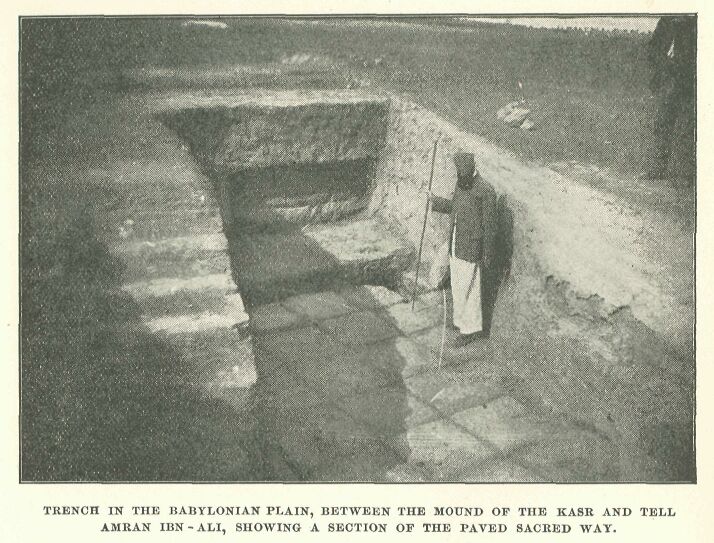 TRENCH IN THE BABYLONIAN PLAIN, BETWEEN THE MOUND OF THE KASR AND TELL
AMRAN IBN-ALI, SHOWING A SECTION OF THE PAVED SACRED WAY.